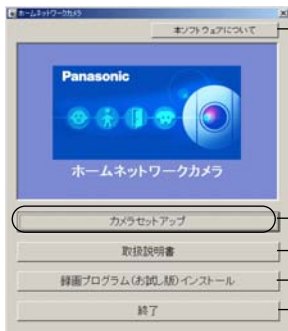 ホームネットワークカメラ
本ソフトウェアについて
Panasonic
ホームネットワークカメラ
カメラセットアップ
取扱説明書
録画プログラム(お試し版)インストール
終了